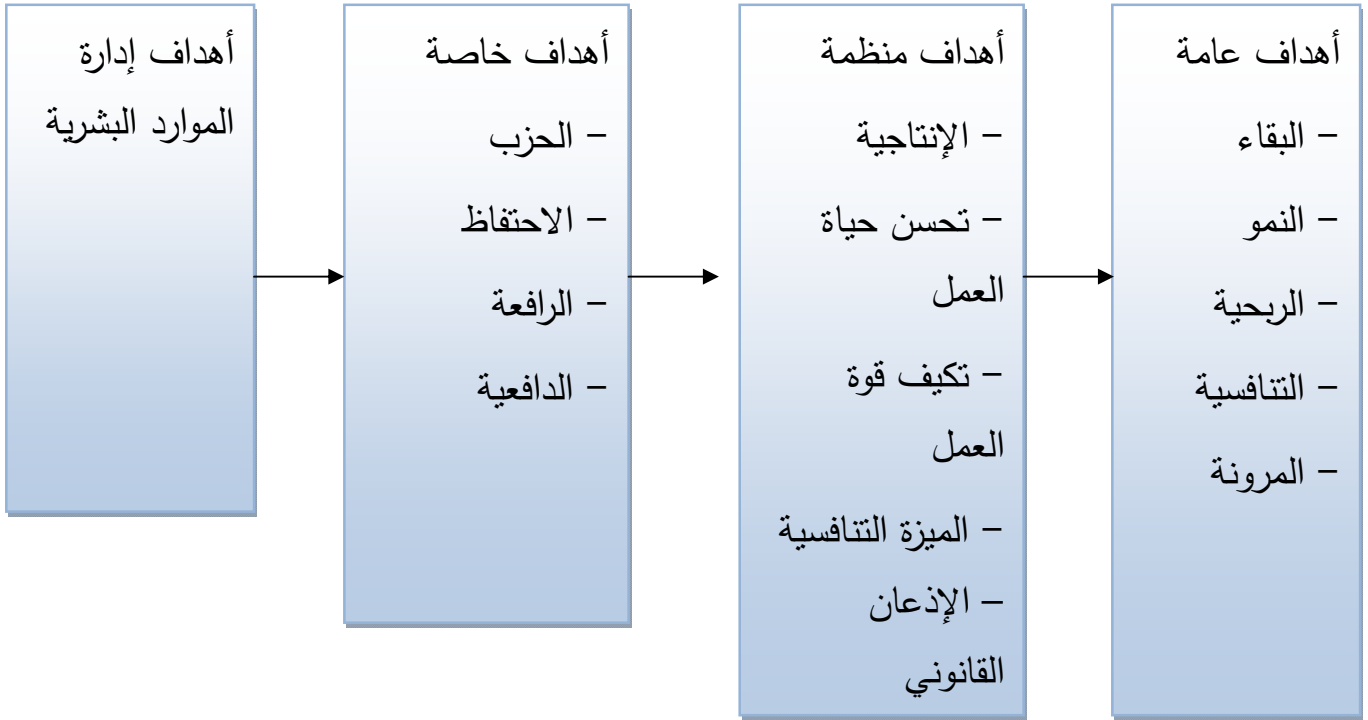 أهداف عامة
– البقاء
– النمو
– الربحية
– التنافسية
– المرونة
أهداف منظمة
– الإنتاجية
– تحسن حياة
العمل
– تكيف قوة
العمل
– الميزة التنافسية
– الإذعان
القانوني
أهداف خاصة
– الحزب
– الاحتفاظ
– الرافعة
– الدافعية
أهداف إدارة
الموارد البشرية